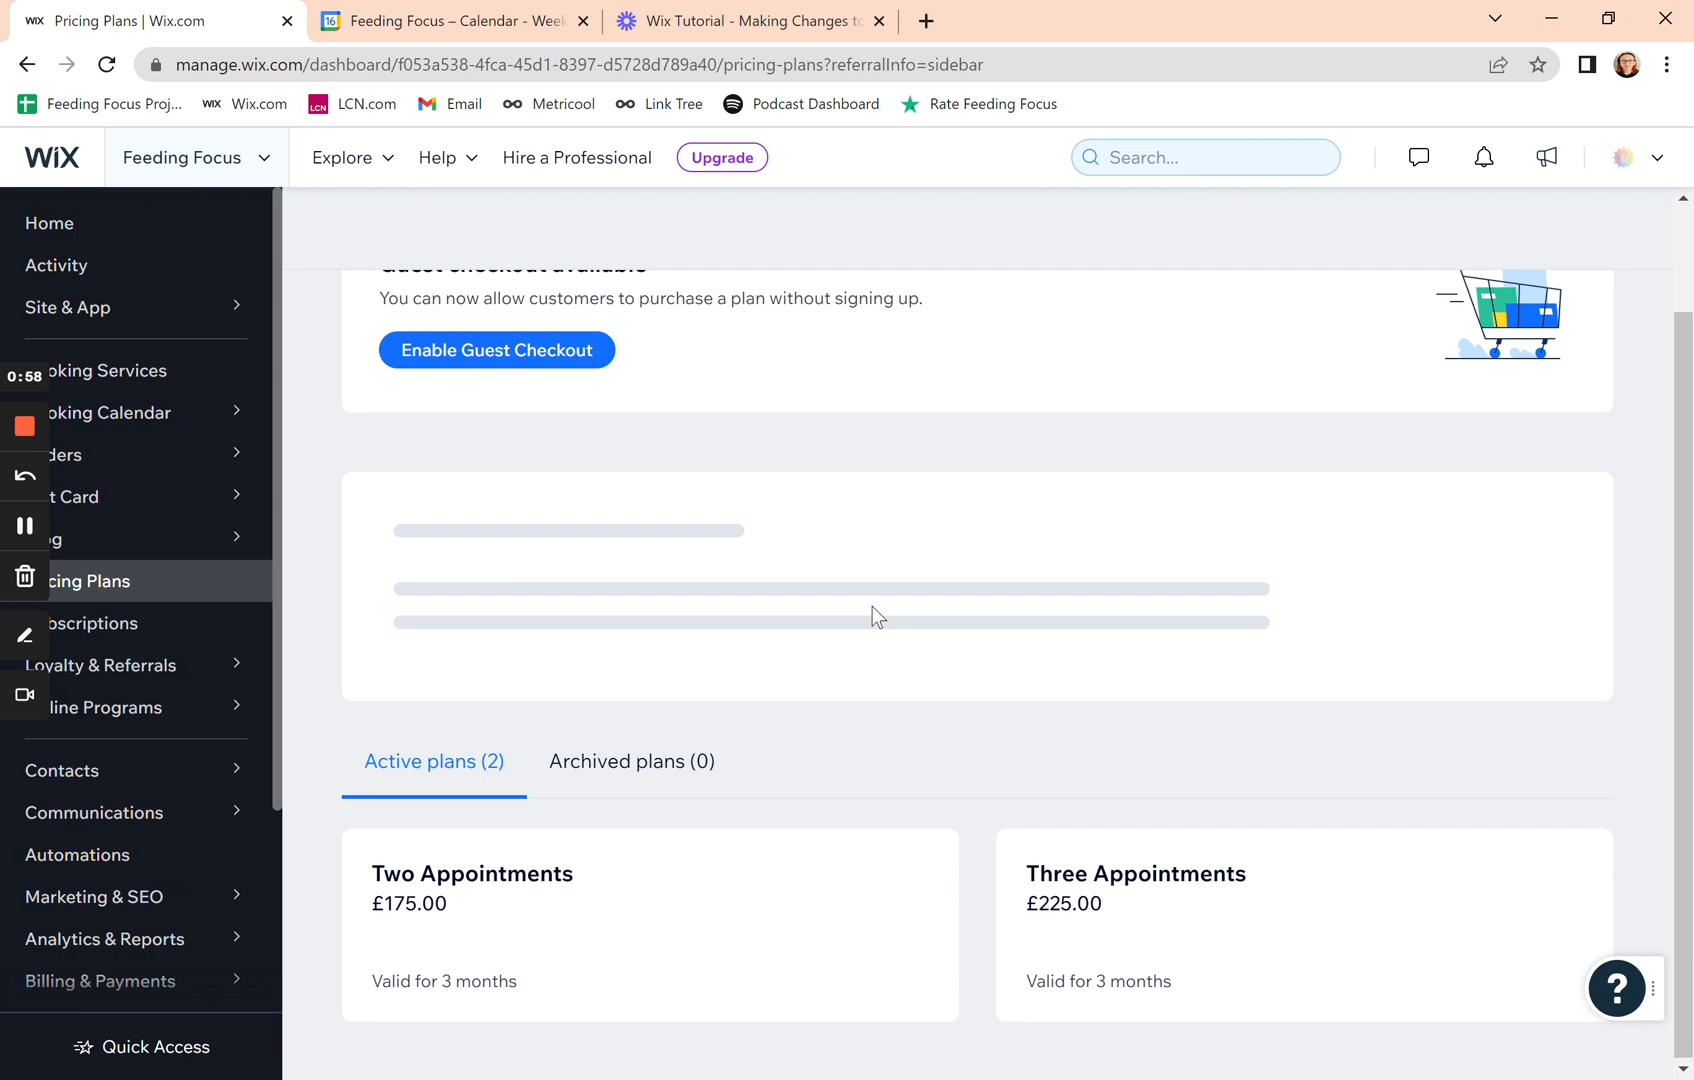 WIX Pricing Plans | Wix.com
16 Feeding Focus – Calendar - Week
Wix Tutorial - Making Changes to
manage.wix.com/dashboard/f053a538-4fca-45d1-8397-d5728d789a40/pricing-plans?referralInfo=sidebar
Feeding Focus Proj...
WIX Wix.com
LCN LCN.com
Email
Metricool
Link Tree
Podcast Dashboard
Rate Feeding Focus
WIX
Feeding Focus
Explore
Help
Hire a Professional
Upgrade
Search...
Home
Activity
Site & App
oking Services
0:58
oking Calendar
ders
t Card
g
cing Plans
bscriptions
Loyalty & Referrals
line Programs
Contacts
Communications
Automations
Marketing & SEO
Analytics & Reports
Billing & Payments
Quick Access
You can now allow customers to purchase a plan without signing up.
Enable Guest Checkout
Active plans (2)
Archived plans (0)
Two Appointments
£175.00
Valid for 3 months
Three Appointments
£225.00
Valid for 3 months
?